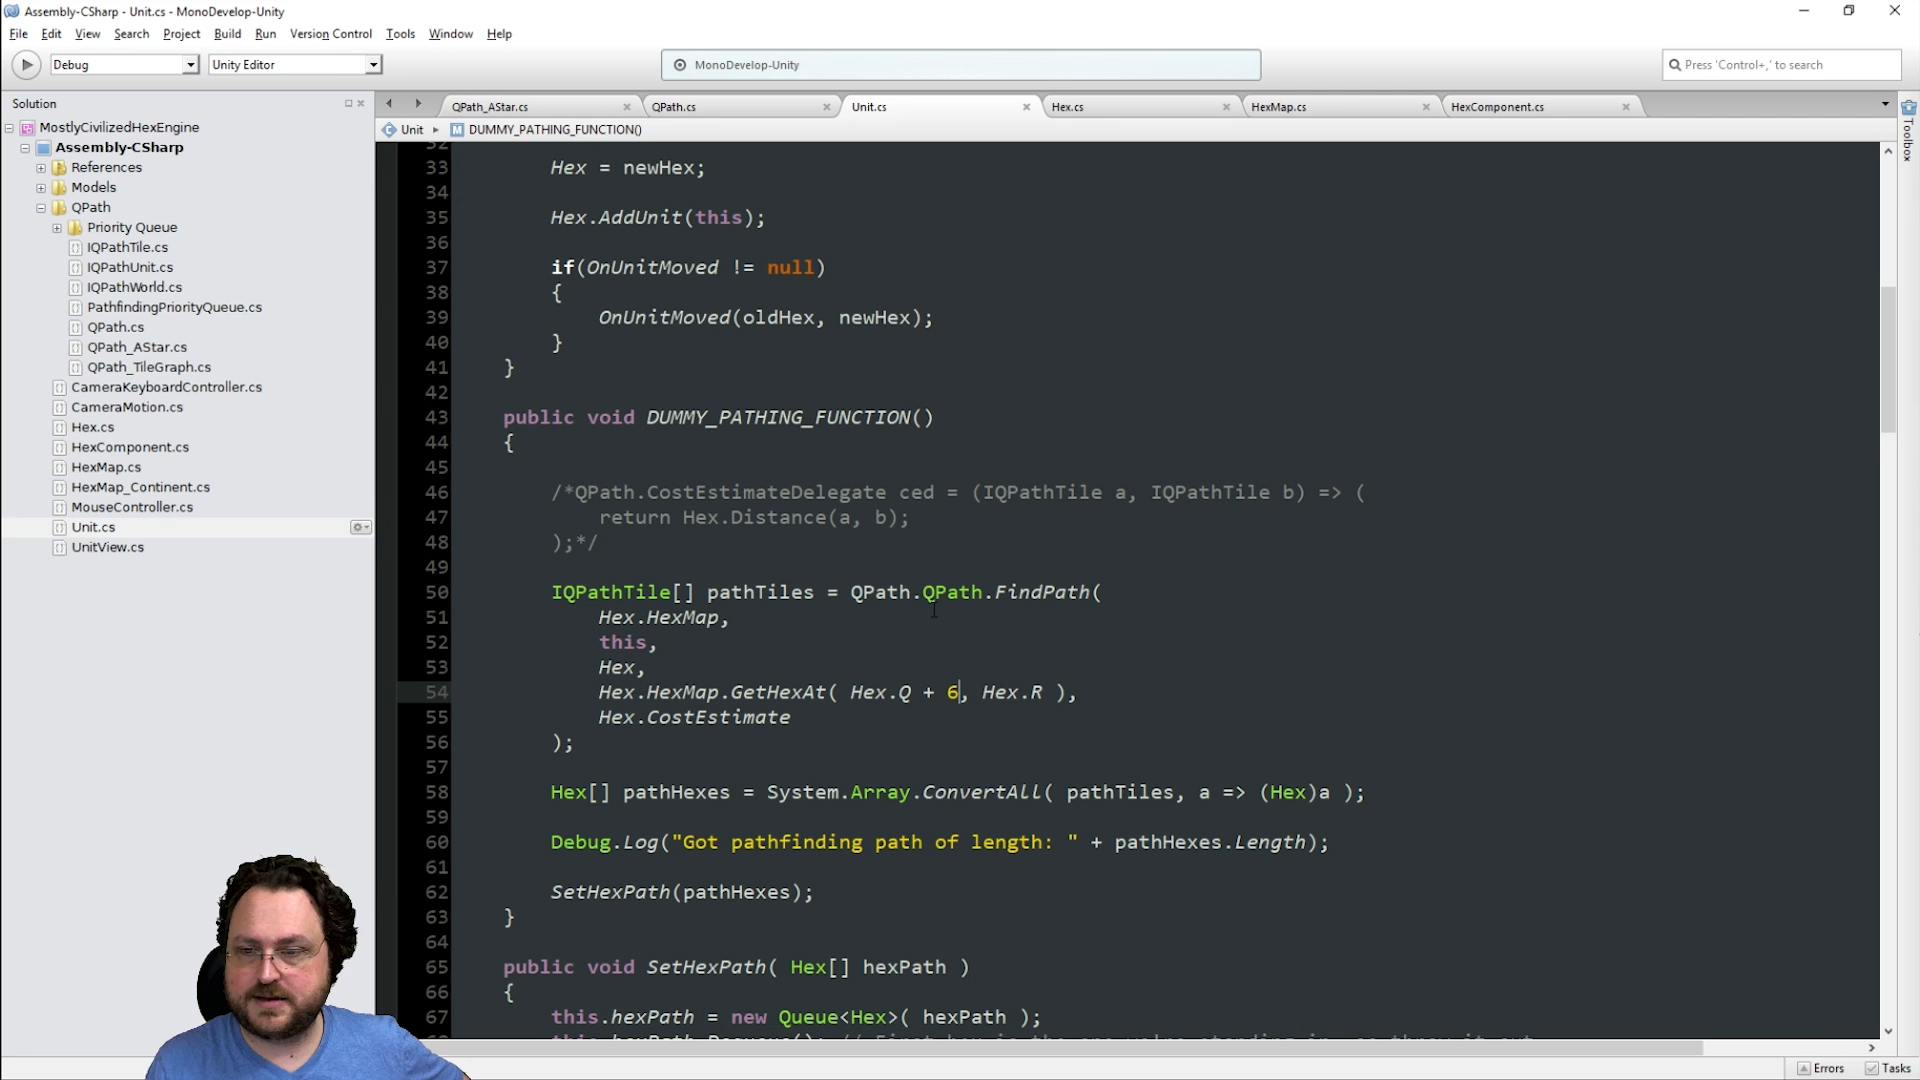 Assembly-CSharp - Unit.cs - MonoDevelop-Unity
File Edit View Search Project Build Run Version Control Tools Window Help
Debug
Unity Editor
MonoDevelop-Unity
Press 'Control+,' to search
Solution
MostlyCivilizedHexEngine
Assembly-CSharp
References
Models
QPath
Priority Queue
IQPathTile.cs
IQPathUnit.cs
IQPathWorld.cs
PathfindingPriorityQueue.cs
QPath.cs
QPath_AStar.cs
QPath_TileGraph.cs
CameraKeyboardController.cs
CameraMotion.cs
Hex.cs
HexComponent.cs
HexMap.cs
HexMap_Continent.cs
MouseController.cs
Unit.cs
UnitView.cs
QPath_AStar.cs QPath.cs Unit.cs Hex.cs HexMap.cs HexComponent.cs
Unit DUMMY_PATHING_FUNCTION()
32
33 Hex = newHex;
34
35 Hex.AddUnit(this);
36
37 if(OnUnitMoved != null)
38 {
39 OnUnitMoved(oldHex, newHex);
40 }
41 }
42
43 public void DUMMY_PATHING_FUNCTION()
44 {
45
46 /*QPath.CostEstimateDelegate ced = (IQPathTile a, IQPathTile b) => (
47 return Hex.Distance(a, b);
48 );*/
49
50 IQPathTile[] pathTiles = QPath.QPath.FindPath(
51 Hex.HexMap,
52 this,
53 Hex,
54 Hex.HexMap.GetHexAt( Hex.Q + 6, Hex.R ),
55 Hex.CostEstimate
56 );
57
58 Hex[] pathHexes = System.Array.ConvertAll( pathTiles, a => (Hex)a );
59
60 Debug.Log("Got pathfinding path of length: " + pathHexes.Length);
61
62 SetHexPath(pathHexes);
63 }
64
65 public void SetHexPath( Hex[] hexPath )
66 {
67 this.hexPath = new Queue<Hex>( hexPath );
Toolbox
Errors Tasks